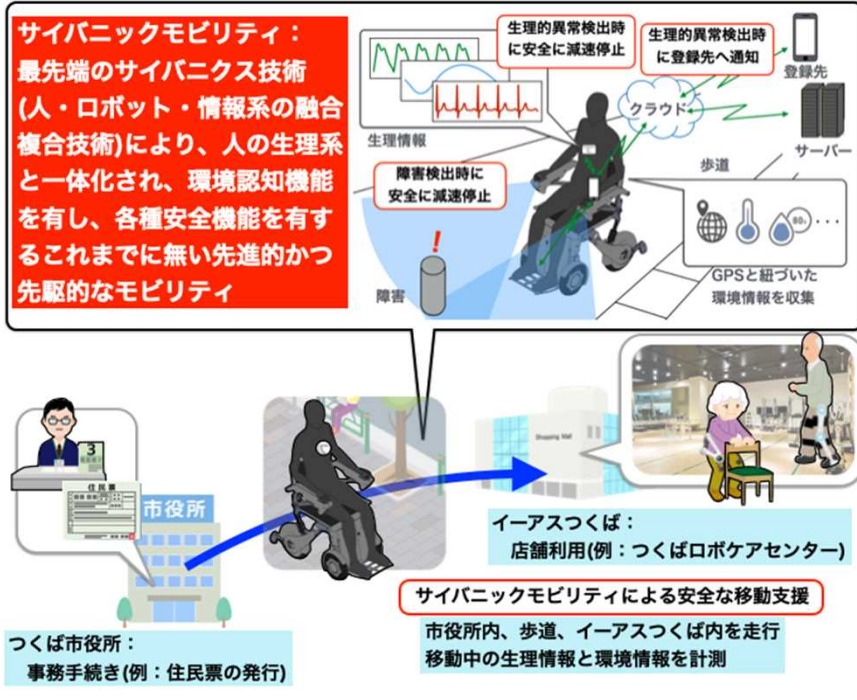 サイバニックモビリティ：
最先端のサイバニクス技術
(人・ロボット・情報系の融合
複合技術)により、人の生理系
と一体化され、環境認知機能
を有し、各種安全機能を有す
るこれまでに無い先進的かつ
先駆的なモビリティ
生理的異常検出時
に安全に減速停止
生理的異常検出時
に登録先へ通知
登録先
クラウド
サーバー
生理情報
障害検出時に
安全に減速停止
歩道
80%
・・・
GPSと紐づいた
環境情報を収集
障害
3
住民票
市役所
Shopping Mall
イーアスつくば：
店舗利用(例：つくばロボケアセンター)
サイバニックモビリティによる安全な移動支援
市役所内、歩道、イーアスつくば内を走行
移動中の生理情報と環境情報を計測
つくば市役所：
事務手続き(例：住民票の発行)